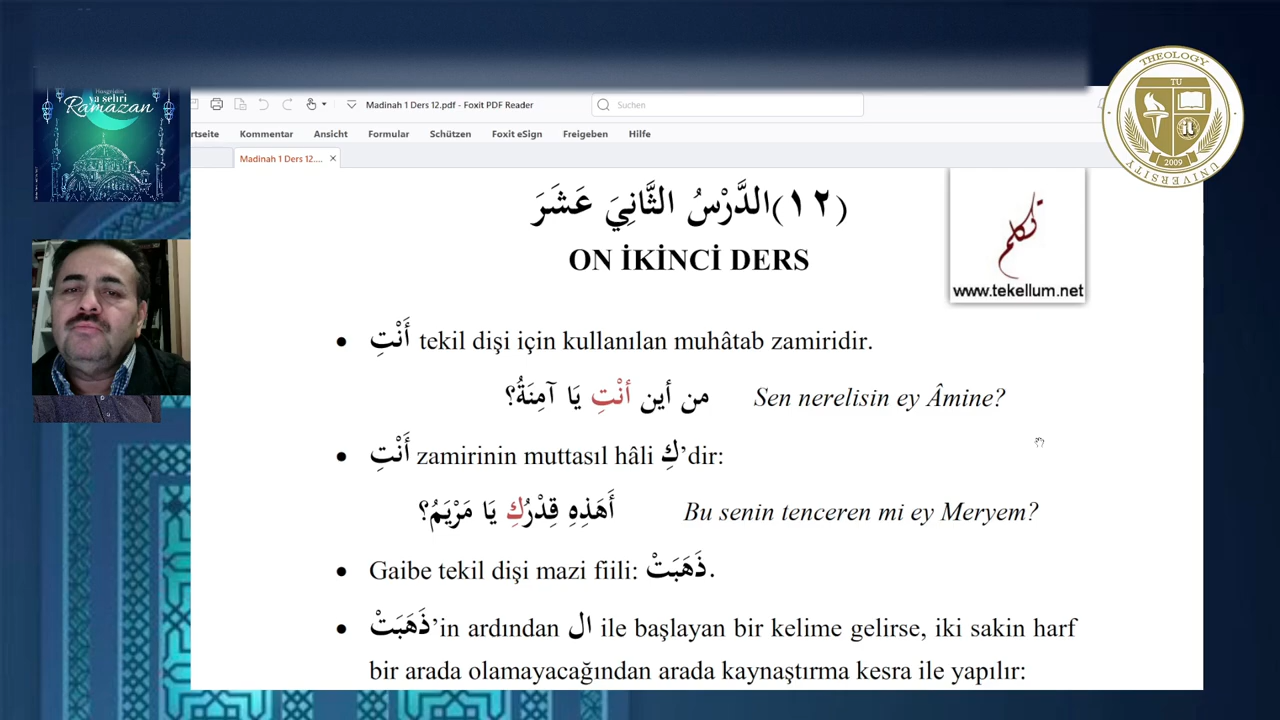 Hoşgeldin
ya şehri
Ramazan
Madinah 1 Ders 12.pdf - Foxit PDF Reader
Suchen
rtseite Kommentar Ansicht Formular Schützen Foxit eSign Freigeben Hilfe
Madinah 1 Ders 12....
THEOLOGY
TU
2009
UNIVERSITY
(١٢)الدَّرْسُ الثَّانِيَ عَشَرَ
ON İKİNCİ DERS
تكلم
www.tekellum.net
• أَنْتِ tekil dişi için kullanılan muhâtab zamiridir.
من أين أنْتِ يَا آمِنَةُ؟ Sen nerelisin ey Âmine?
• أَنْتِ zamirinin muttasıl hâli كِ’dir:
أَهَذِهِ قِدْرُكِ يَا مَرْيَمُ؟ Bu senin tenceren mi ey Meryem?
• Gaibe tekil dişi mazi fiili: ذَهَبَتْ.
• ذَهَبَتْ’in ardından ال ile başlayan bir kelime gelirse, iki sakin harf
bir arada olamayacağından arada kaynaştırma kesra ile yapılır: